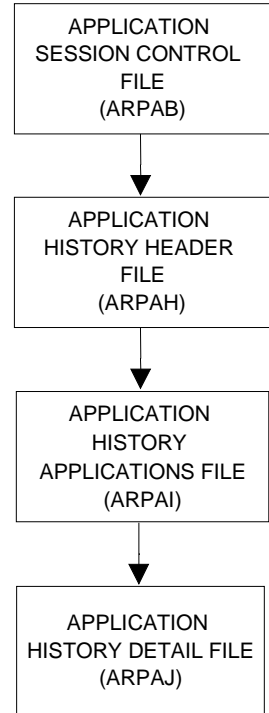 APPLICATION
SESSION CONTROL
FILE
(ARPAB)
APPLICATION
HISTORY HEADER
FILE
(ARPAH)
APPLICATION
HISTORY
APPLICATIONS FILE
(ARPAI)
APPLICATION
HISTORY DETAIL FILE
(ARPAJ)